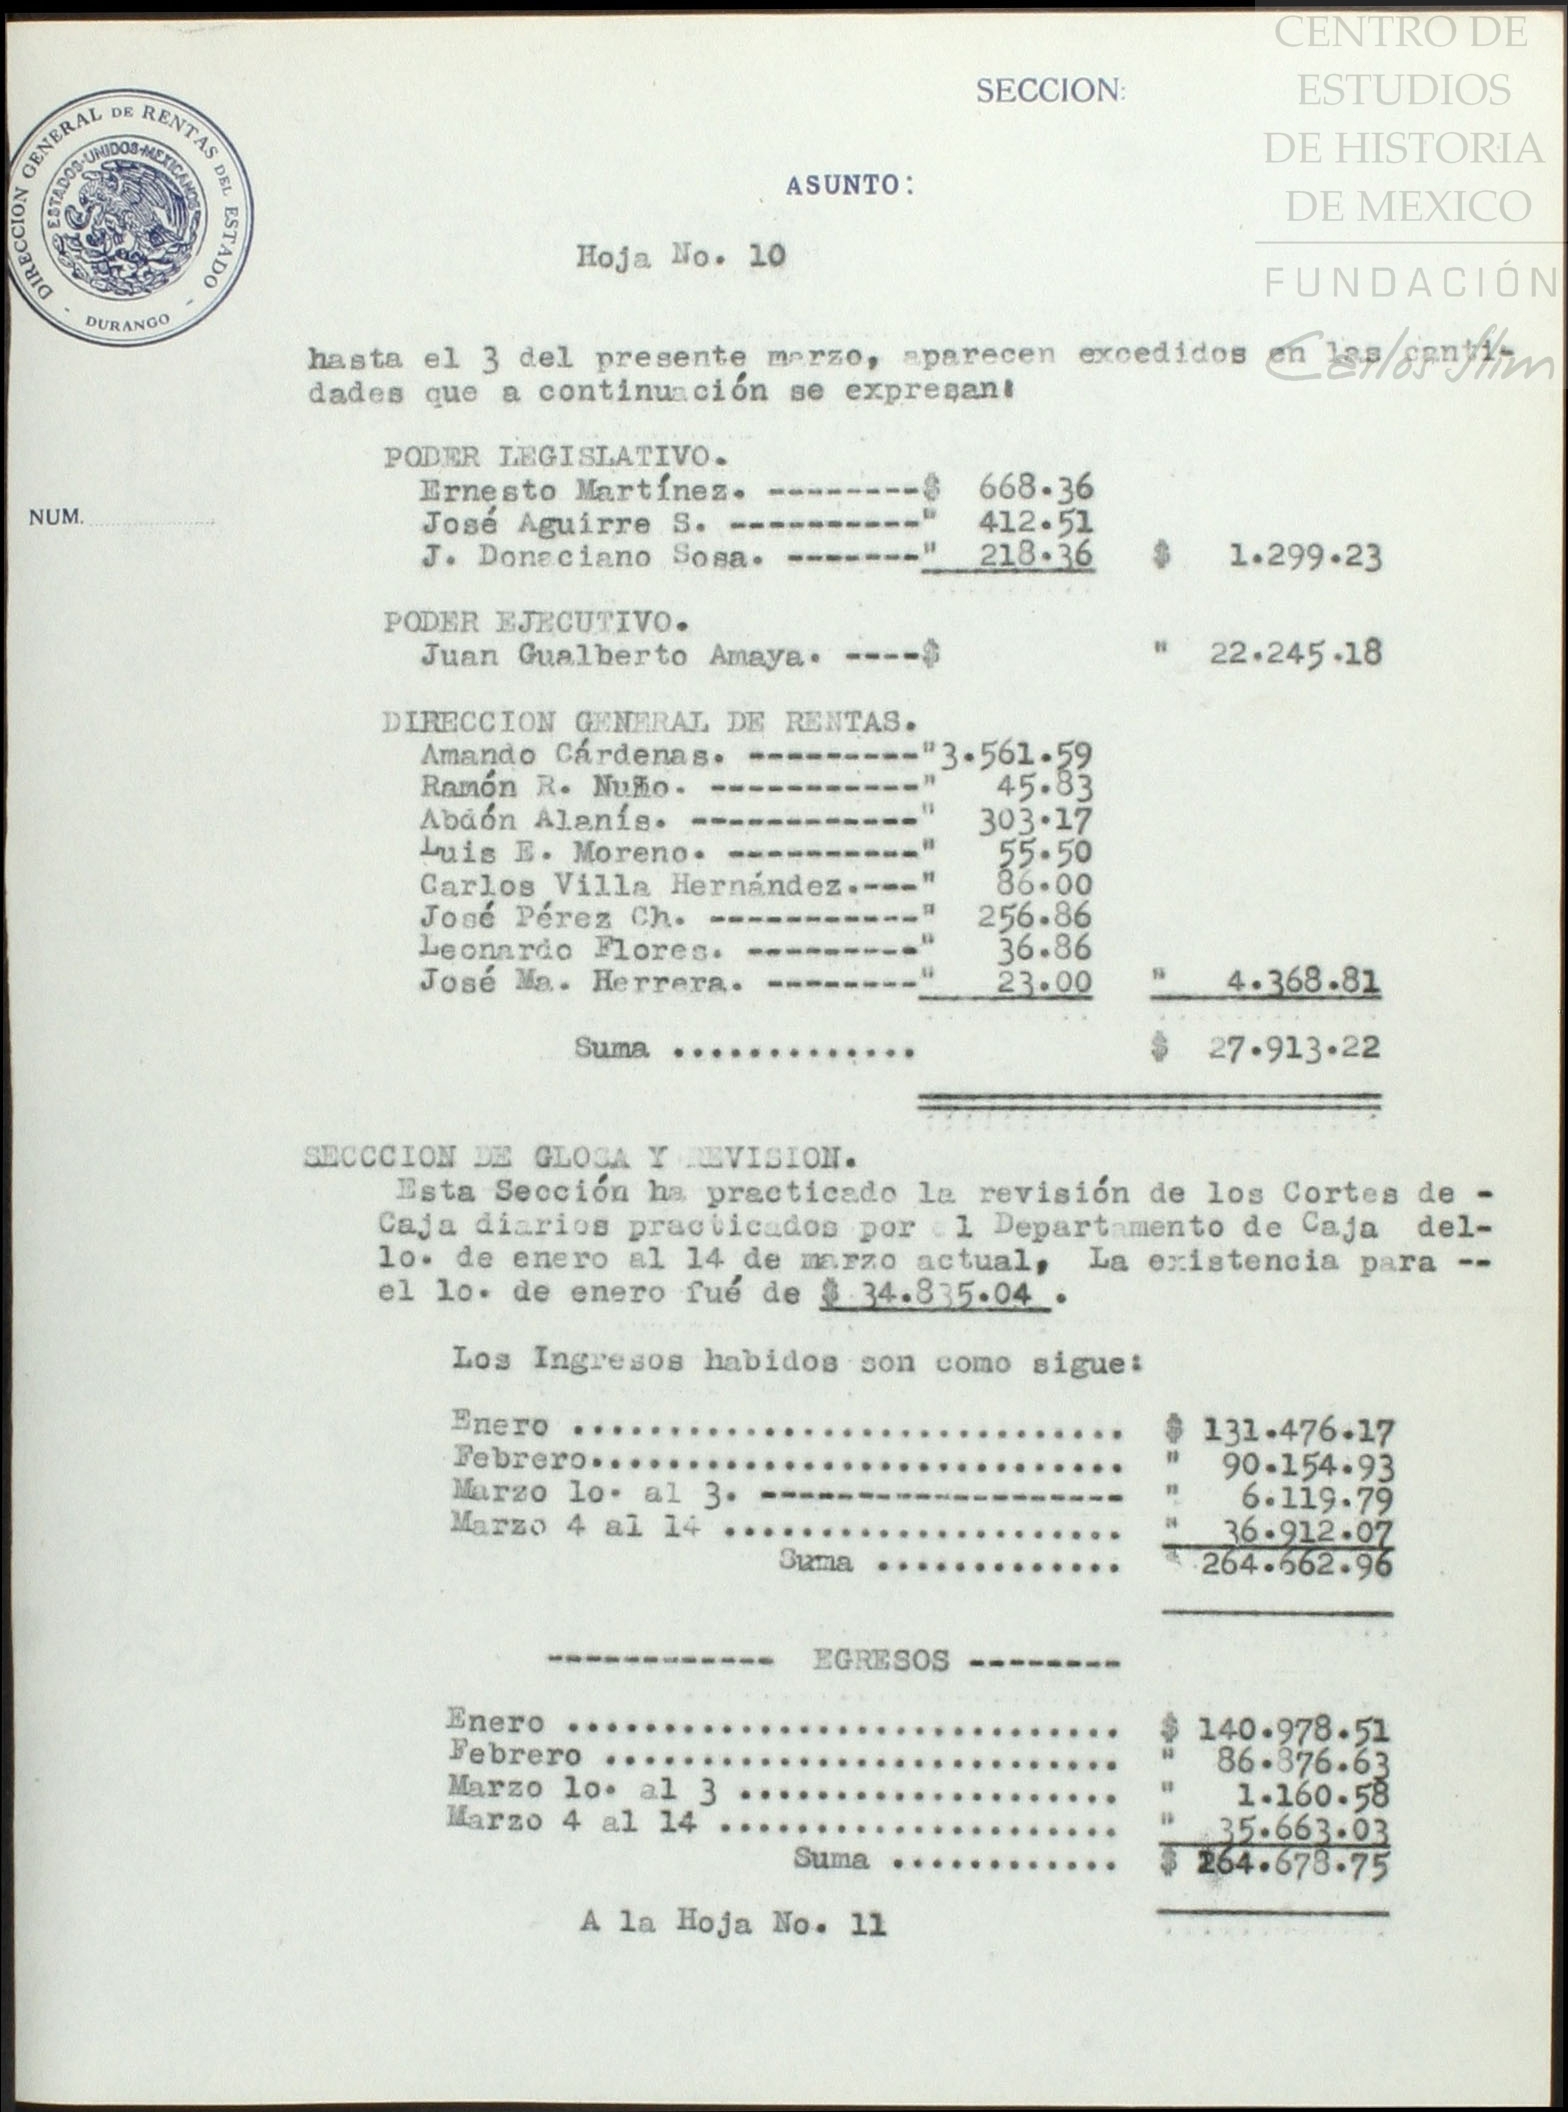 CENTRO DE
ESTUDIOS
DE HISTORIA
DE MEXICO
FUNDACIÓN
Carlos Slim
SECCION:
DIRECCION GENERAL DE RENTAS DEL ESTADO
ESTADOS-UNIDOS-MEXICANOS
- DURANGO -
ASUNTO:
Hoja No. 10
hasta el 3 del presente marzo, aparecen excedidos en las canti-
dades que a continuación se expresan:
PODER LEGISLATIVO.
Ernesto Martínez. --------$ 668.36
NUM.
José Aguirre S. ----------" 412.51
J. Donaciano Sosa. -------" 218.36 $ 1.299.23
PODER EJECUTIVO.
Juan Gualberto Amaya. ----$ " 22.245.18
DIRECCION GENERAL DE RENTAS.
Amando Cárdenas. ---------"3.561.59
Ramón R. Nuño. -----------" 45.83
Abdón Alanís. ------------" 303.17
Luis E. Moreno. ----------" 55.50
Carlos Villa Hernández.---" 86.00
José Pérez Ch. -----------" 256.86
Leonardo Flores. ---------" 36.86
José Ma. Herrera. --------" 23.00 " 4.368.81
Suma ............. $ 27.913.22
SECCCION DE GLOSA Y REVISION.
Esta Sección ha practicado la revisión de los Cortes de -
Caja diarios practicados por el Departamento de Caja del-
lo. de enero al 14 de marzo actual, La existencia para --
el lo. de enero fué de $ 34.835.04 .
Los Ingresos habidos son como sigue:
Enero ............................. $ 131.476.17
Febrero............................ " 90.154.93
Marzo lo. al 3. ------------------- " 6.119.79
Marzo 4 al 14 ..................... " 36.912.07
Suma ............. " 264.662.96
------------ EGRESOS --------
Enero ............................. $ 140.978.51
Febrero ........................... " 86.876.63
Marzo lo. al 3 .................... " 1.160.58
Marzo 4 al 14 ..................... " 35.663.03
Suma ............ $ 264.678.75
A la Hoja No. 11